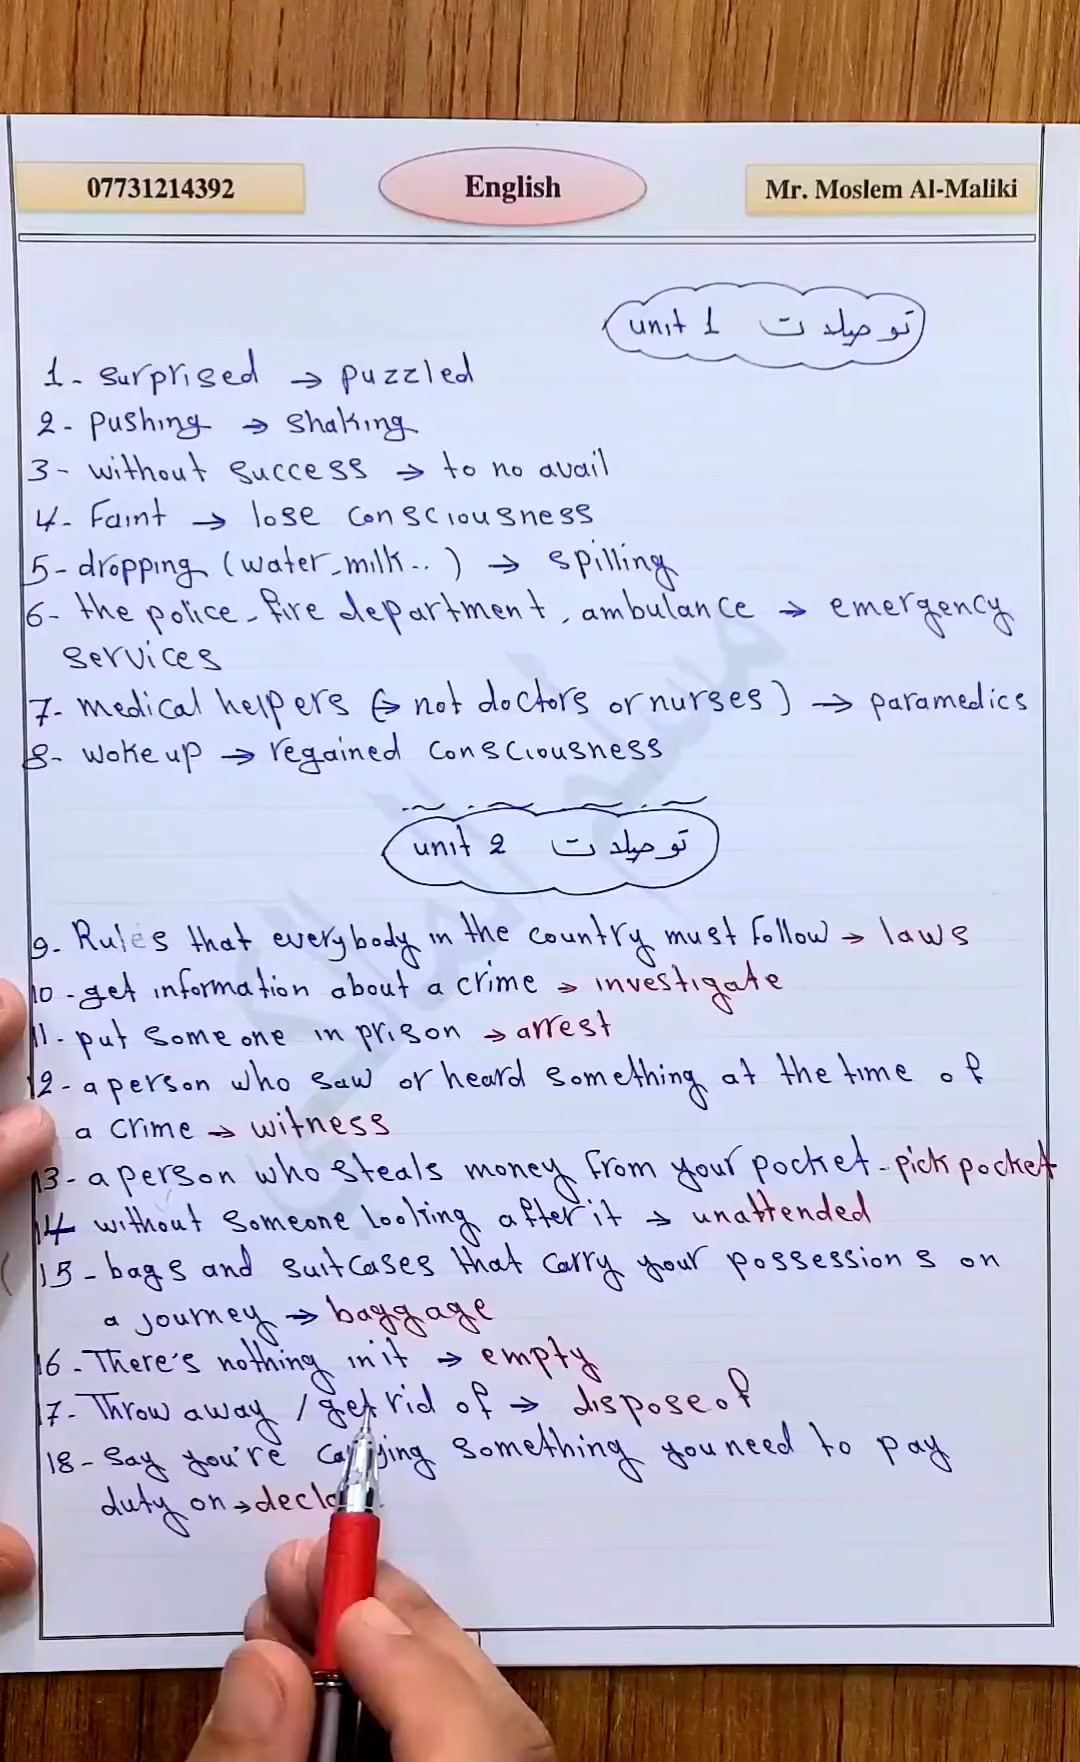 07731214392
English
Mr. Moslem Al-Maliki
unit 1 توصيلات
1- surprised → puzzled
2- pushing → shaking
3- without success → to no avail
4- Faint → lose consciousness
5- dropping (water-milk..) → spilling
6- the police-fire department, ambulance → emergency
services
7- medical helpers (→ not doctors or nurses) → paramedics
8- woke up → regained consciousness
unit 2 توصيلات
9- Rules that everybody in the country must follow → laws
10- get information about a crime → investigate
11- put someone in prison → arrest
12- a person who saw or heard something at the time of
a crime → witness
13- a person who steals money from your pocket - pick pocket
14 without someone looking after it → unattended
15- bags and suitcases that carry your possessions on
a journey → baggage
16- There's nothing in it → empty
17- Throw away / get rid of → dispose of
18- say you're carrying something you need to pay
duty on →